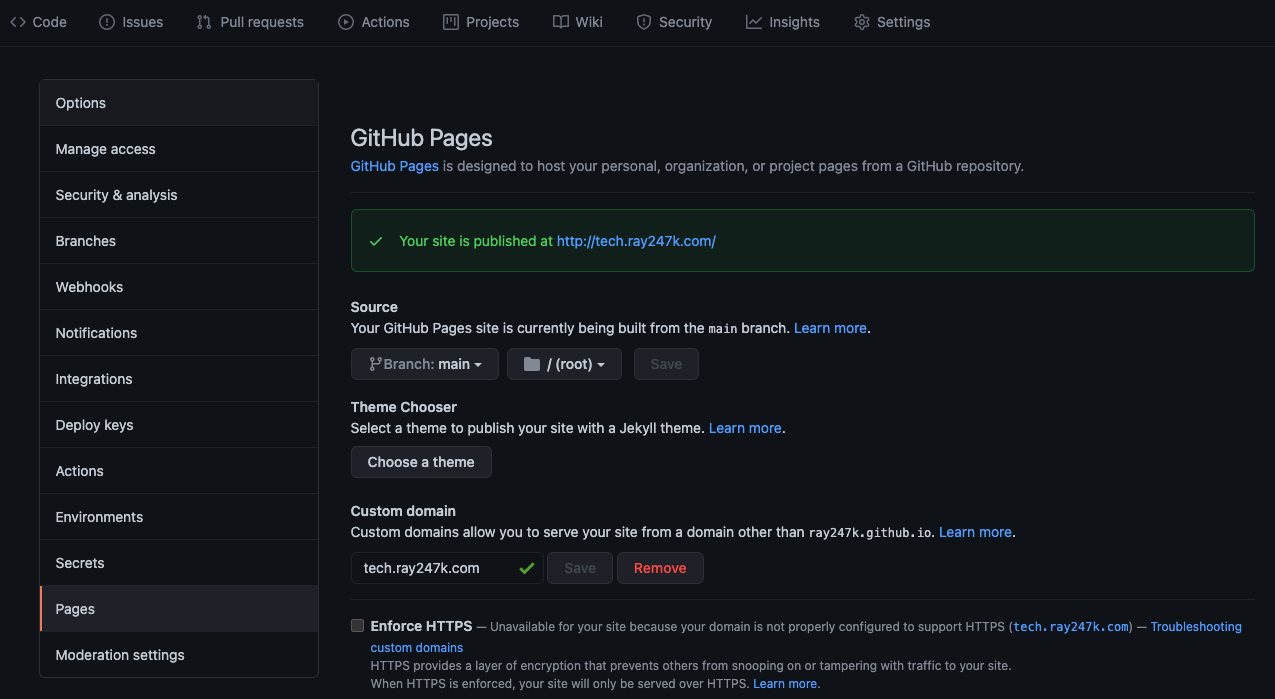 Code Issues Pull requests Actions Projects Wiki Security Insights Settings
Options
Manage access
Security & analysis
Branches
Webhooks
Notifications
Integrations
Deploy keys
Actions
Environments
Secrets
Pages
Moderation settings
GitHub Pages
GitHub Pages is designed to host your personal, organization, or project pages from a GitHub repository.
Your site is published at http://tech.ray247k.com/
Source
Your GitHub Pages site is currently being built from the main branch. Learn more.
Branch: main / (root) Save
Theme Chooser
Select a theme to publish your site with a Jekyll theme. Learn more.
Choose a theme
Custom domain
Custom domains allow you to serve your site from a domain other than ray247k.github.io. Learn more.
tech.ray247k.com Save Remove
Enforce HTTPS — Unavailable for your site because your domain is not properly configured to support HTTPS (tech.ray247k.com) — Troubleshooting
custom domains
HTTPS provides a layer of encryption that prevents others from snooping on or tampering with traffic to your site.
When HTTPS is enforced, your site will only be served over HTTPS. Learn more.